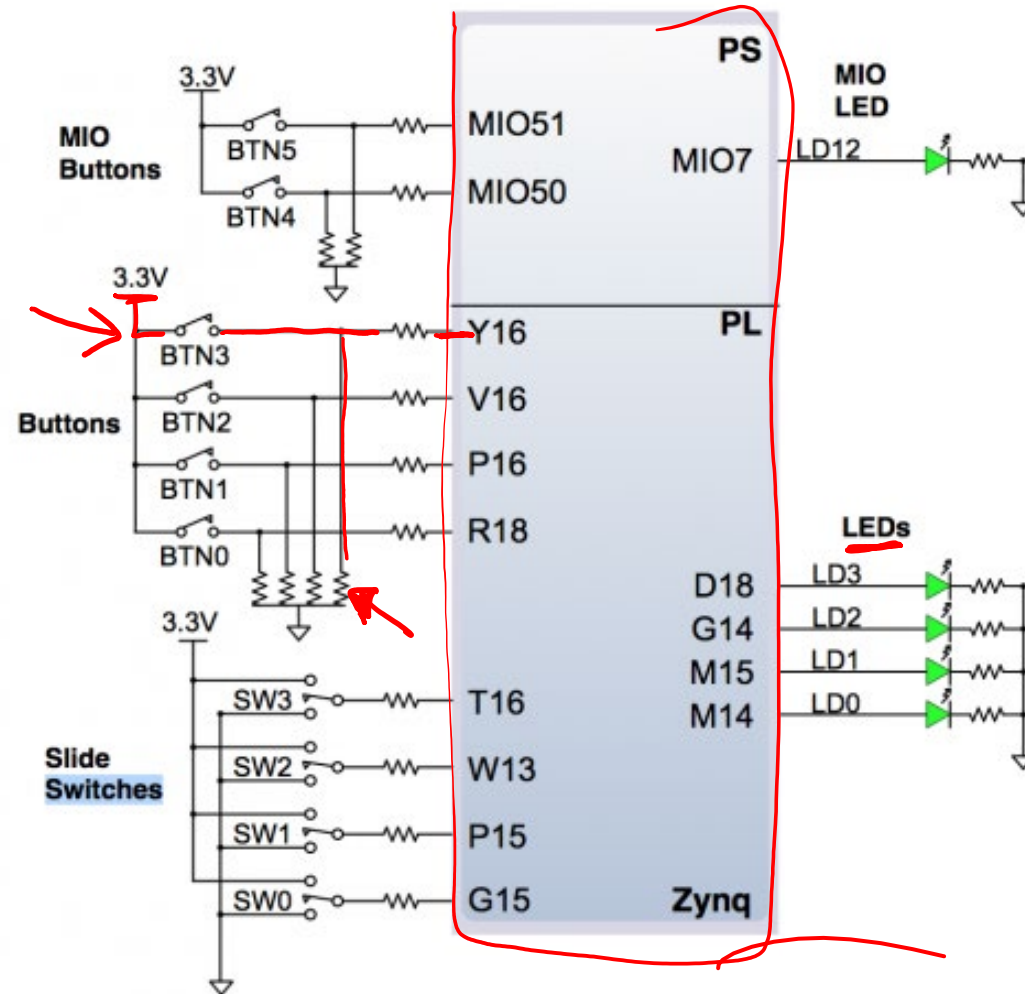 PS
MIO
LED
3.3V
MIO
Buttons
BTN5
MIO51
MIO7
LD12
BTN4
MIO50
3.3V
PL
BTN3
Y16
Buttons
BTN2
V16
BTN1
P16
BTN0
R18
LEDs
D18
LD3
G14
LD2
M15
LD1
M14
LD0
3.3V
SW3
T16
Slide
Switches
SW2
W13
SW1
P15
SW0
G15
Zynq